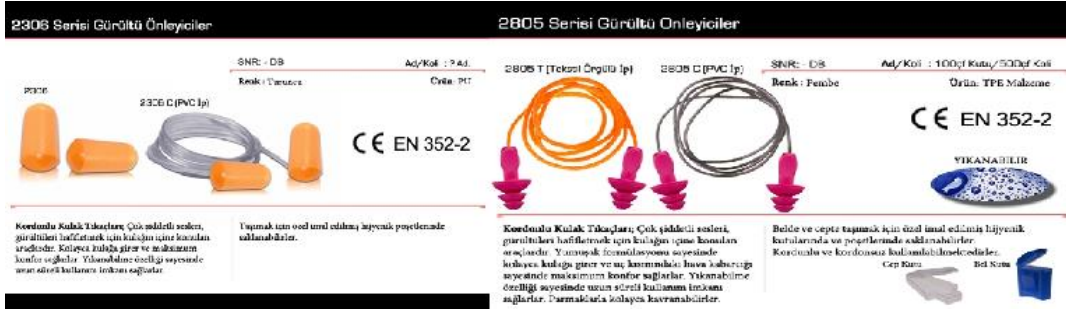 2306 Serisi Gürültü Önleyiciler
SNR: - DB
Ad/Koli : ? Ad.
Renk : Turuncu
Ürün: PU
2306
2306 C (PVC İp)
CE EN 352-2
Kordonlu Kulak Tıkaçları; Çok şiddetli sesleri,
gürültüleri hafifletmek için kulağın içine konulan
araçlardır. Kolayca kulağa girer ve maksimum
konfor sağlarlar. Yıkanabilme özelliği sayesinde
uzun süreli kullanım imkanı sağlarlar.
Taşımak için özel imal edilmiş hijyenik poşetlerinde
saklanabilirler.
2805 Serisi Gürültü Önleyiciler
2805 T (Tekstil Örgülü İp)
2805 C (PVC İp)
SNR: - DB
Ad/Koli : 100çf Kutu/500çf Koli
Renk : Pembe
Ürün: TPE Malzeme
CE EN 352-2
YIKANABILIR
Kordonlu Kulak Tıkaçları; Çok şiddetli sesleri,
gürültüleri hafifletmek için kulağın içine konulan
araçlardır. Yumuşak formülasyonu sayesinde
kolayca kulağa girer ve uç kısmındaki hava kabarcığı
sayesinde maksimum konfor sağlarlar. Yıkanabilme
özelliği sayesinde uzun süreli kullanım imkanı
sağlarlar. Parmaklarla kolayca kavranabilirler.
Belde ve cepte taşımak için özel imal edilmiş hijyenik
kutularında ve poşetlerinde saklanabilirler.
Kordonlu ve kordonsuz kullanılabilmektedirler.
Cep Kutu
Bel Kutu